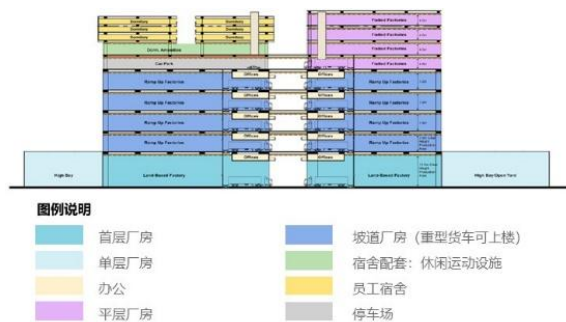 Dormitory Dormitory
Dormitory Dormitory
Dormitory Dormitory
Dormitory Dormitory
Dorm. Amenities
Car Park
Flatted Factories
Flatted Factories
Flatted Factories
Flatted Factories
Offices Offices
Ramp Up Factories Ramp Up Factories
Offices Offices
Ramp Up Factories Ramp Up Factories
Offices Offices
Ramp Up Factories Ramp Up Factories
Offices Offices
Ramp Up Factories Ramp Up Factories
Offices Offices
High Bay Land-Based Factory Land-Based Factory High Bay Open Yard
图例说明
首层厂房 坡道厂房（重型货车可上楼）
单层厂房 宿舍配套：休闲运动设施
办公 员工宿舍
平层厂房 停车场